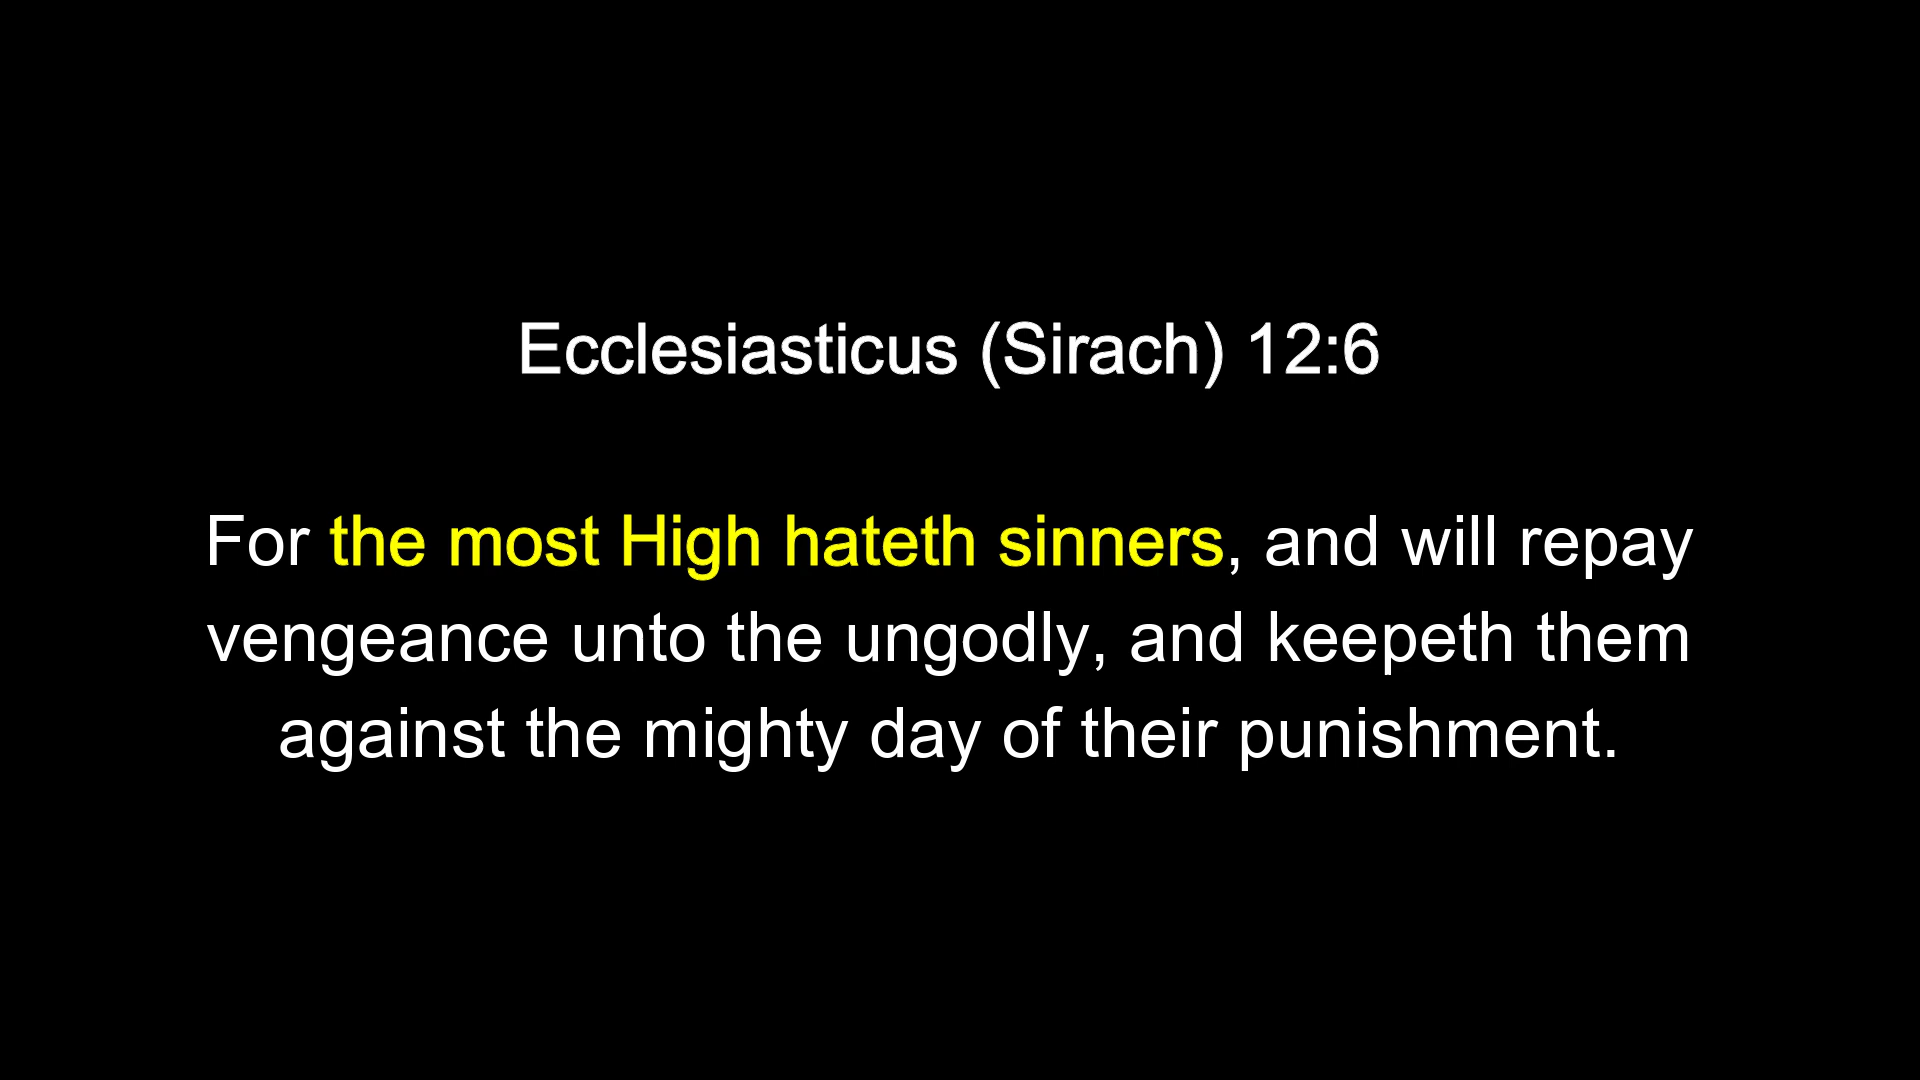 Ecclesiasticus (Sirach) 12:6
For the most High hateth sinners, and will repay
vengeance unto the ungodly, and keepeth them
against the mighty day of their punishment.